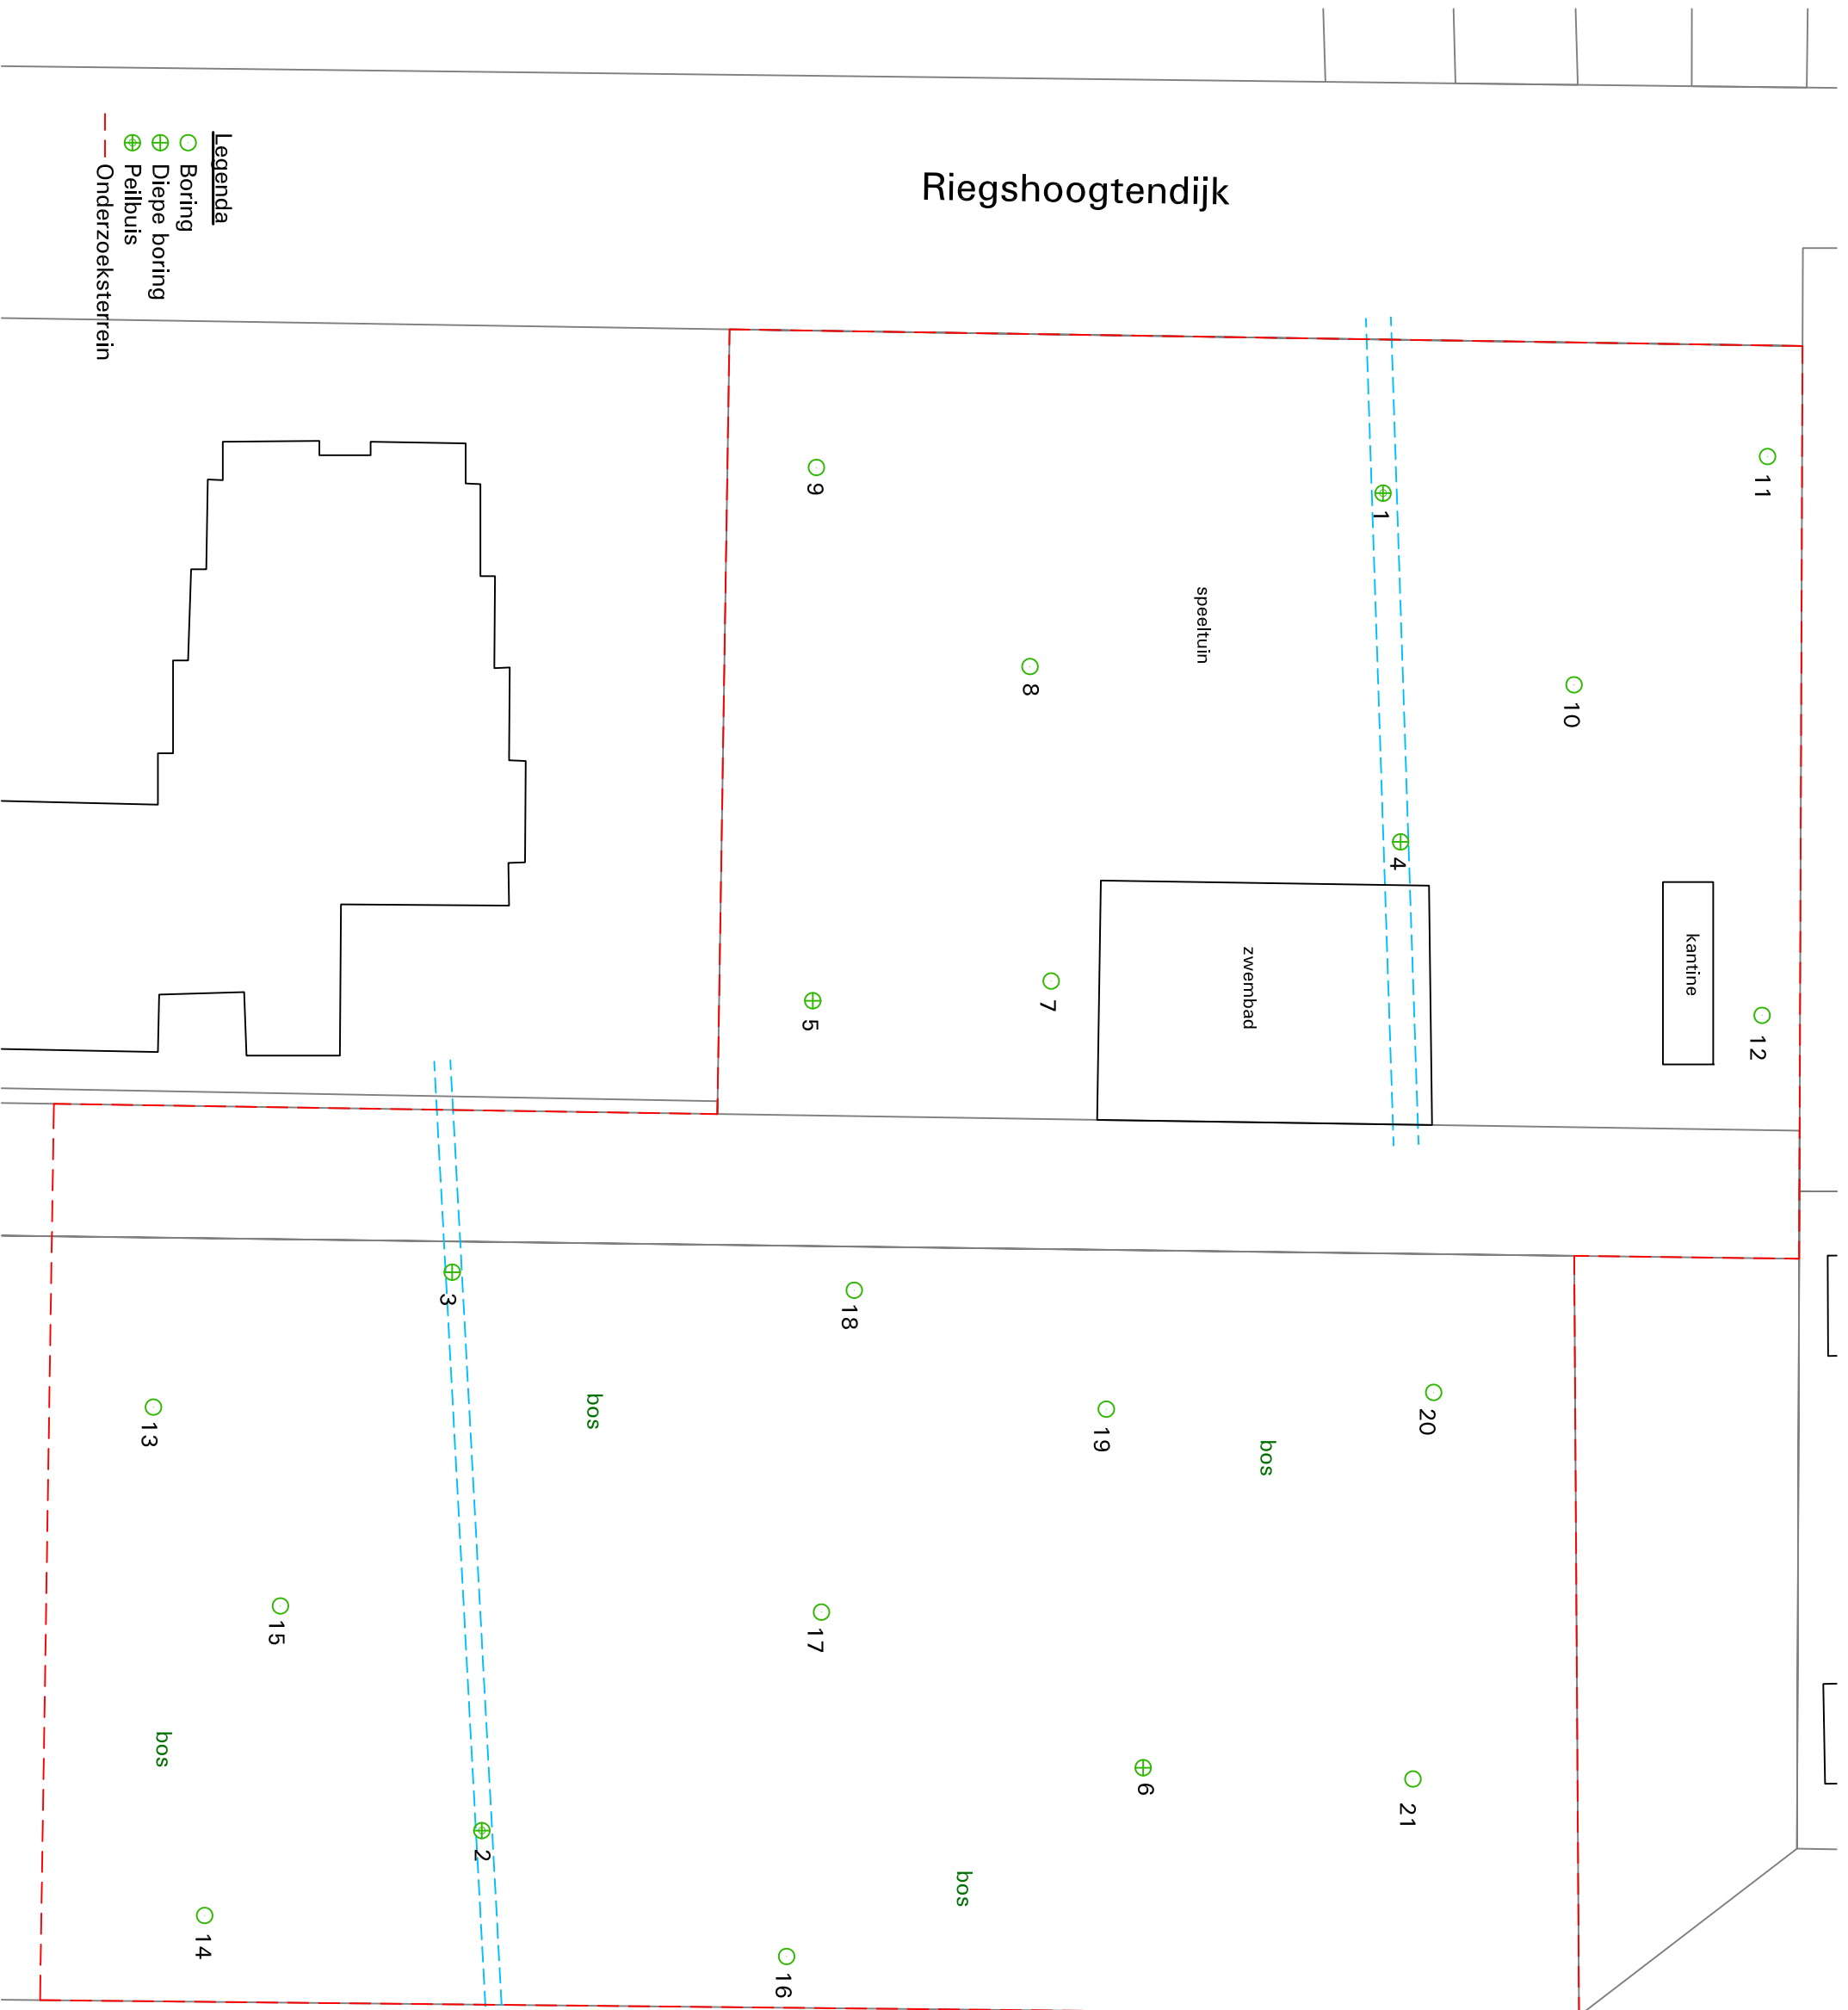 Riegshoogtendijk
Legenda
Boring
Diepe boring
Peilbuis
Onderzoeksterrein
11
9
1
speeltuin
8
10
4
kantine
zwembad
7
5
12
3
18
bos
20
19
13
bos
15
17
bos
6
21
2
bos
14
16